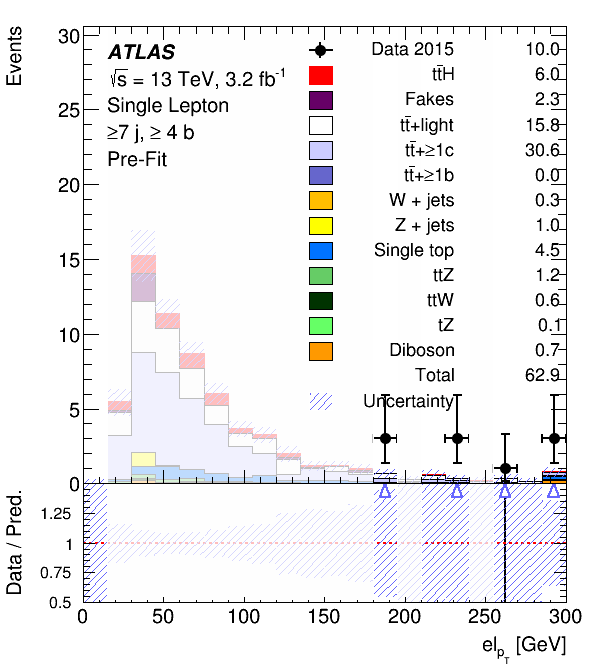 Events
30
25
20
15
10
5
0
ATLAS
√s = 13 TeV, 3.2 fb-1
Single Lepton
≥7 j, ≥ 4 b
Pre-Fit
Data 2015 10.0
tt̄H 6.0
Fakes 2.3
tt̄+light 15.8
tt̄+≥1c 30.6
tt̄+≥1b 0.0
W + jets 0.3
Z + jets 1.0
Single top 4.5
ttZ 1.2
ttW 0.6
tZ 0.1
Diboson 0.7
Total 62.9
Uncertainty
Data / Pred.
1.25
1
0.75
0.5
0 50 100 150 200 250 300
el_pT [GeV]